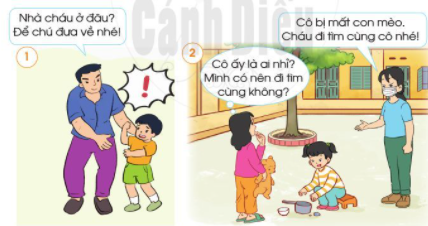 Cánh Diều
Nhà cháu ở đâu?
Để chú đưa về nhé!
1
!
2
Cô ấy là ai nhỉ?
Mình có nên đi tìm
cùng không?
Cô bị mất con mèo.
Cháu đi tìm cùng cô nhé!